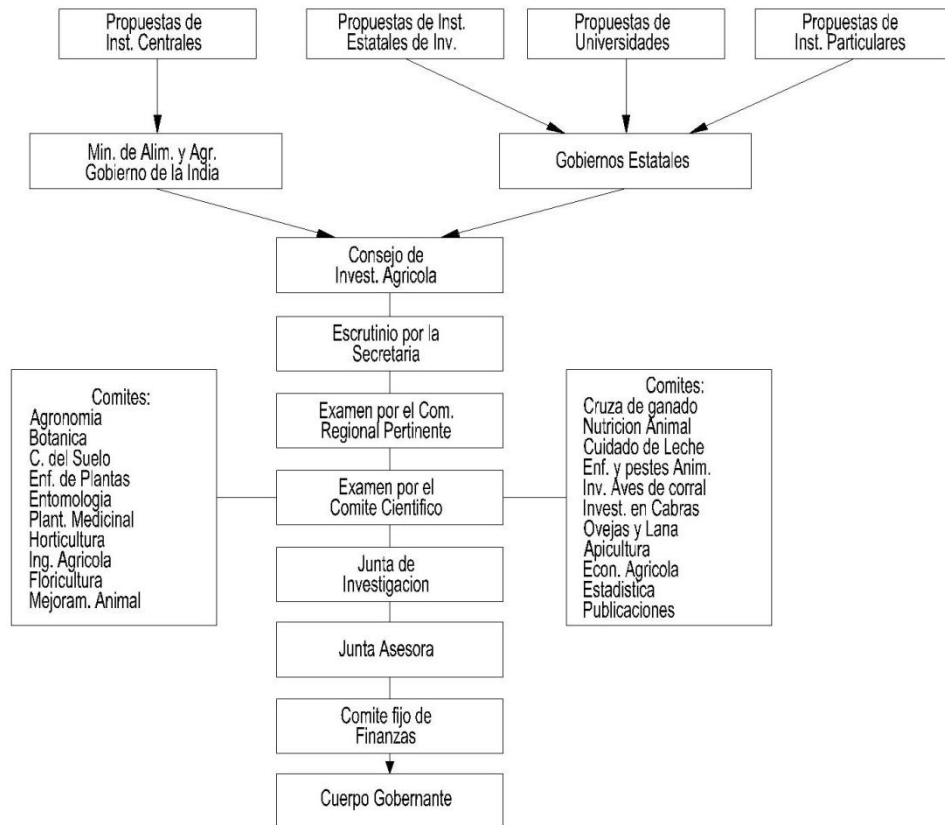 Propuestas de
Inst. Centrales
Propuestas de Inst.
Estatales de Inv.
Propuestas de
Universidades
Propuestas de
Inst. Particulares
Min. de Alim. y Agr.
Gobierno de la India
Gobiernos Estatales
Consejo de
Invest. Agricola
Escrutinio por la
Secretaria
Comites:
Agronomia
Botanica
C. del Suelo
Enf. de Plantas
Entomologia
Plant. Medicinal
Horticultura
Ing. Agricola
Floricultura
Mejoram. Animal
Examen por el Com.
Regional Pertinente
Examen por el
Comite Cientifico
Comites:
Cruza de ganado
Nutricion Animal
Cuidado de Leche
Enf. y pestes Anim.
Inv. Aves de corral
Invest. en Cabras
Ovejas y Lana
Apicultura
Econ. Agricola
Estadistica
Publicaciones
Junta de
Investigacion
Junta Asesora
Comite fijo de
Finanzas
Cuerpo Gobernante